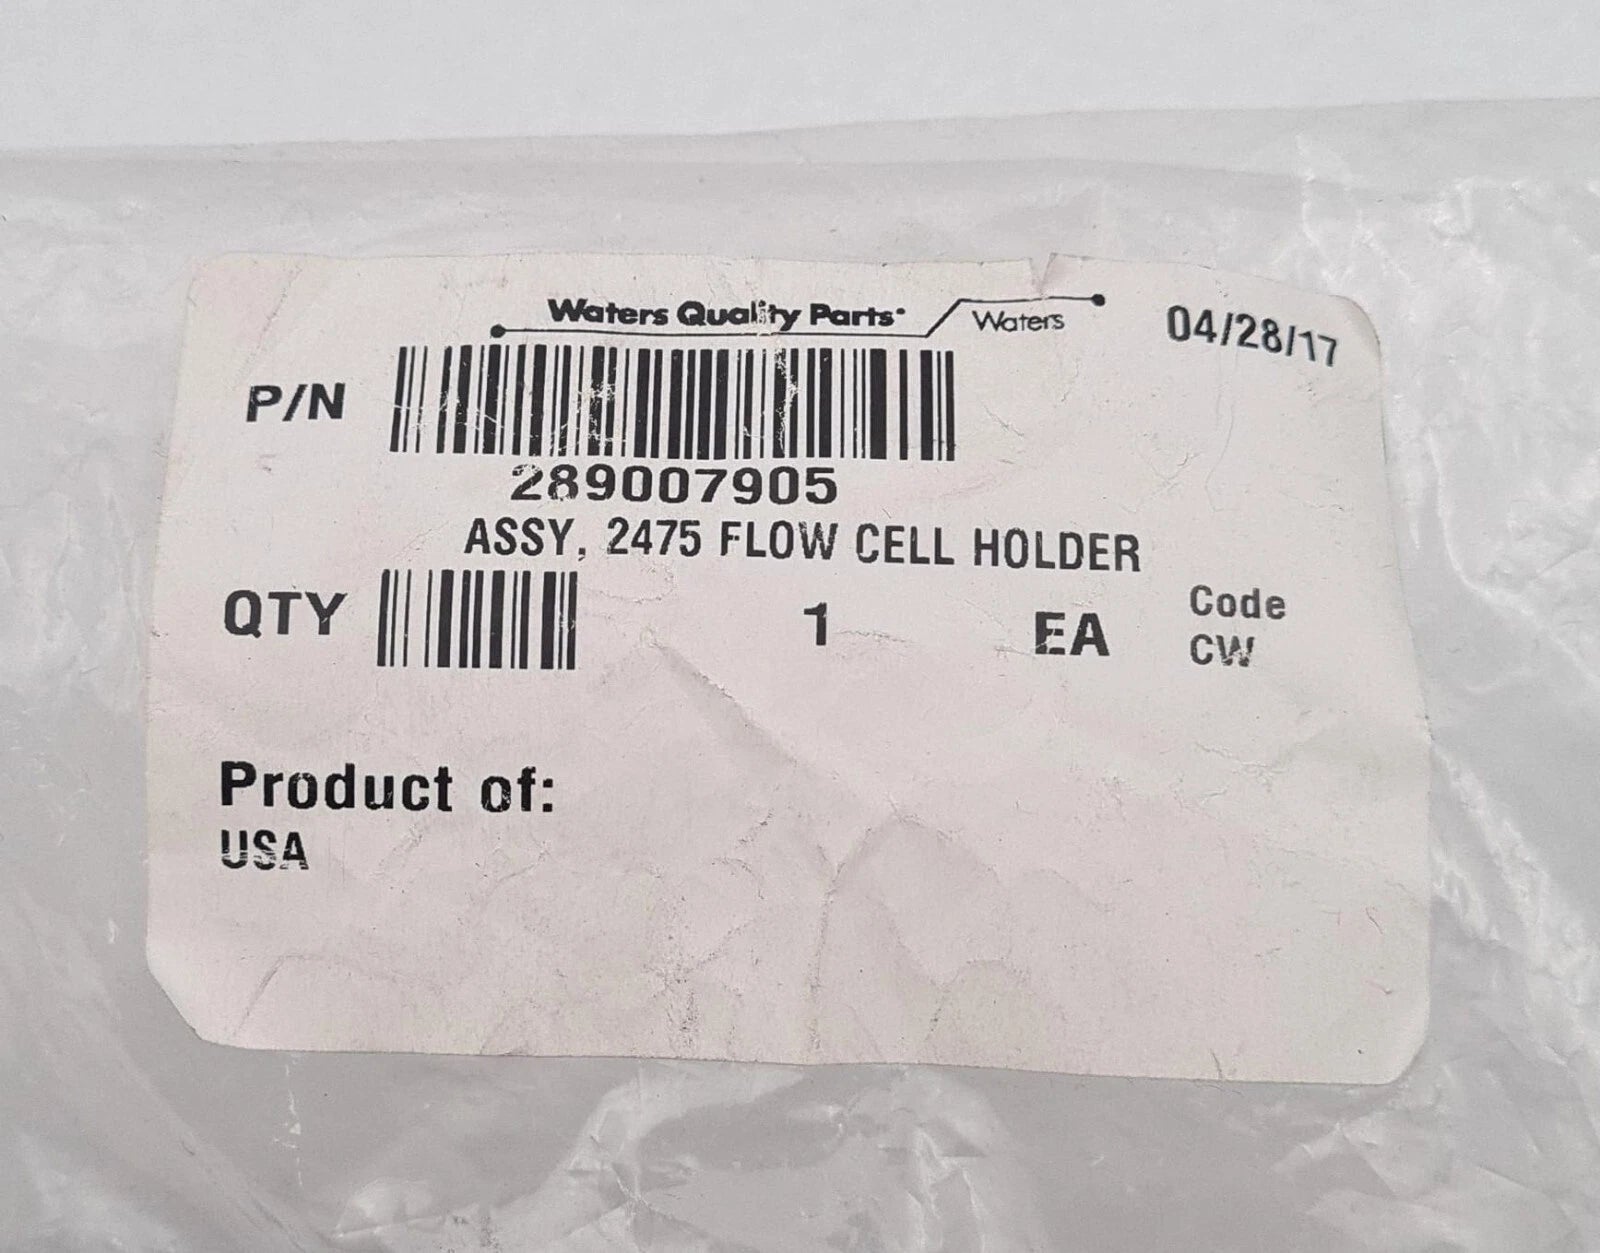 Waters Quality Parts·
Waters
04/28/17
P/N
289007905
ASSY, 2475 FLOW CELL HOLDER
QTY 1 EA
Code
CW
Product of:
USA